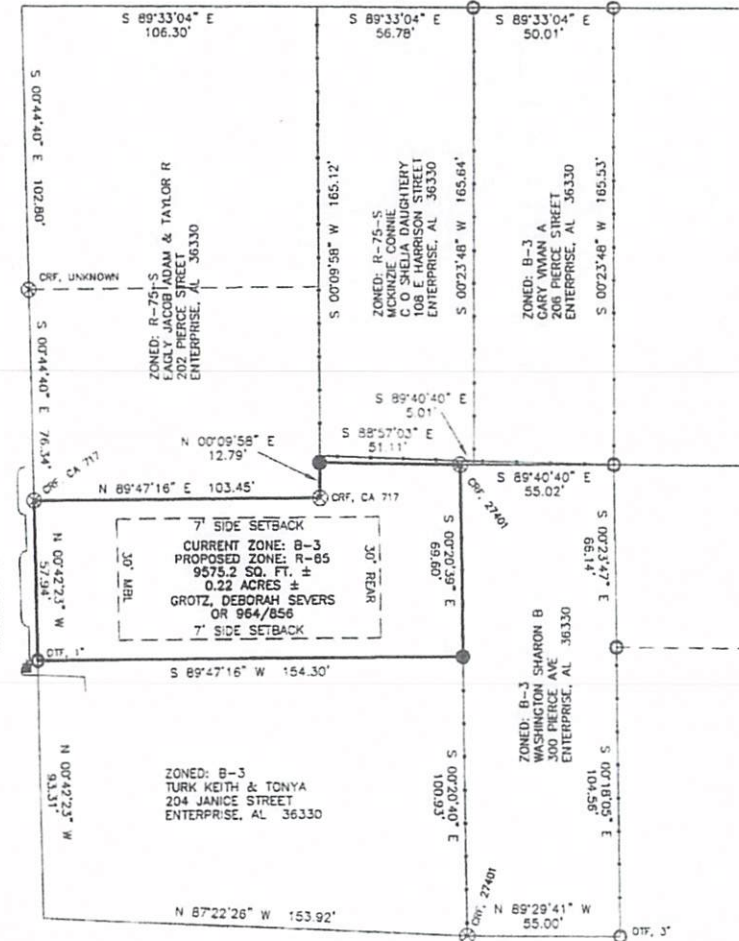 S 89°33'04" E
106.30'
S 89°33'04" E
56.78'
S 89°33'04" E
50.01'
S 00°44'40" E 102.80'
CRF, UNKNOWN
ZONED: R-75-S
EAGLY JACOB ADAM & TAYLOR R
202 PIERCE STREET
ENTERPRISE, AL 36330
S 00°09'58" W 165.12'
ZONED: R-75-S
MCKINZIE CONNIE
C O SHELIA DAUGHTERY
108 E HARRISON STREET
ENTERPRISE, AL 36330
S 00°23'48" W 165.64'
ZONED: B-3
GARY VIVIAN A
206 PIERCE STREET
ENTERPRISE, AL 36330
S 00°23'48" W 165.53'
S 00°44'40" E 76.34'
CRF, CA 717
N 00°09'58" E
12.79'
S 88°57'03" E
51.11'
S 89°40'40" E
5.01'
N 89°47'16" E 103.45'
CRF, CA 717
CRF, 27401
S 89°40'40" E
55.02'
N 00°42'23" W
57.94'
7' SIDE SETBACK
30' MBL
CURRENT ZONE: B-3
PROPOSED ZONE: R-65
9575.2 SQ. FT. ±
0.22 ACRES ±
GROTZ, DEBORAH SEVERS
OR 964/856
30' REAR
7' SIDE SETBACK
S 00°20'39" E
69.60'
S 00°23'47" E
66.14'
OTF, 1"
S 89°47'16" W 154.30'
ZONED: B-3
WASHINGTON SHARON B
300 PIERCE AVE
ENTERPRISE, AL 36330
N 00°42'23" W
93.31'
ZONED: B-3
TURK KEITH & TONYA
204 JANICE STREET
ENTERPRISE, AL 36330
S 00°20'40" E
100.93'
S 00°18'05" E
104.56'
N 87°22'26" W 153.92'
CRF, 27401
N 89°29'41" W
55.00'
OTF, 3"